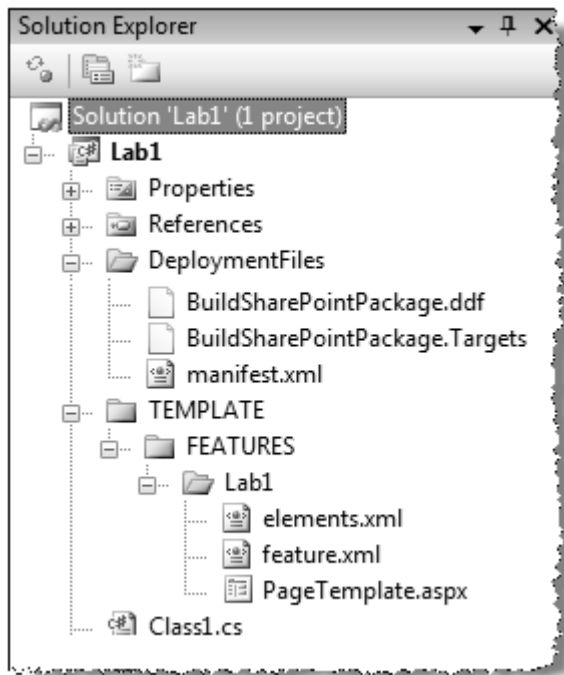 Solution Explorer
Solution 'Lab1' (1 project)
Lab1
Properties
References
DeploymentFiles
BuildSharePointPackage.ddf
BuildSharePointPackage.Targets
manifest.xml
TEMPLATE
FEATURES
Lab1
elements.xml
feature.xml
PageTemplate.aspx
Class1.cs